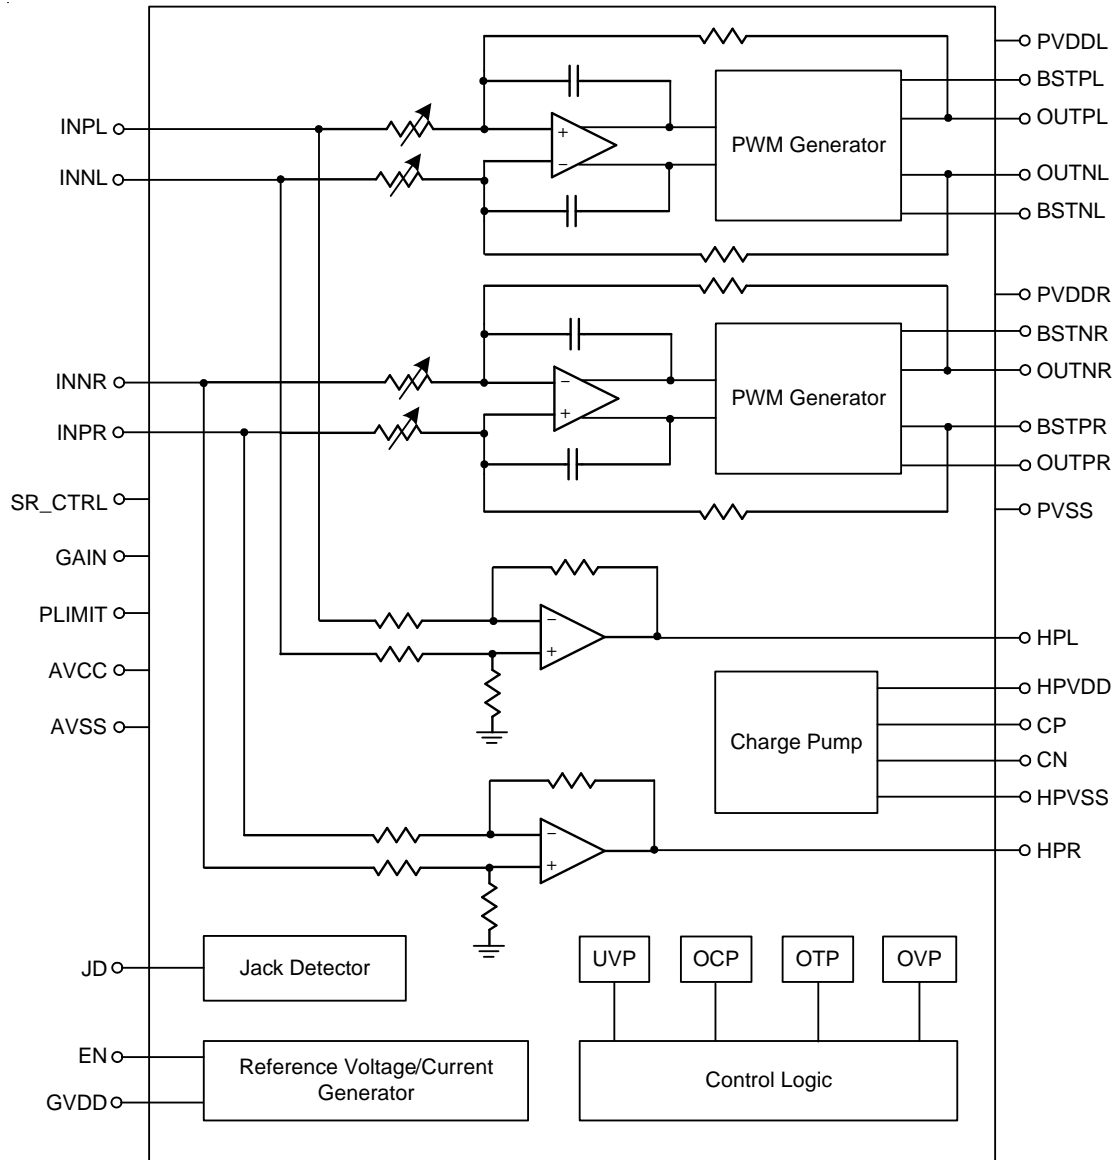 PVDDL
BSTPL
INPL
OUTPL
+
PWM Generator
−
INNL
OUTNL
BSTNL
PVDDR
BSTNR
INNR
−
OUTNR
PWM Generator
+
INPR
BSTPR
OUTPR
SR_CTRL
PVSS
GAIN
PLIMIT
−
HPL
+
AVCC
HPVDD
AVSS
CP
Charge Pump
CN
HPVSS
−
HPR
+
JD
Jack Detector
UVP
OCP
OTP
OVP
EN
Reference Voltage/Current
Generator
Control Logic
GVDD